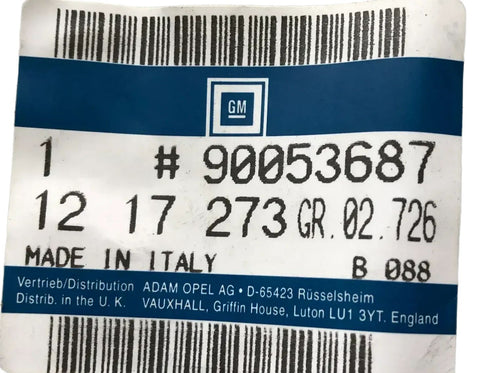 GM
1 # 90053687
12 17 273 GR. 02.726
MADE IN ITALY B 088
Vertrieb/Distribution ADAM OPEL AG • D-65423 Rüsselsheim
Distrib. in the U. K. VAUXHALL, Griffin House, Luton LU1 3YT. England